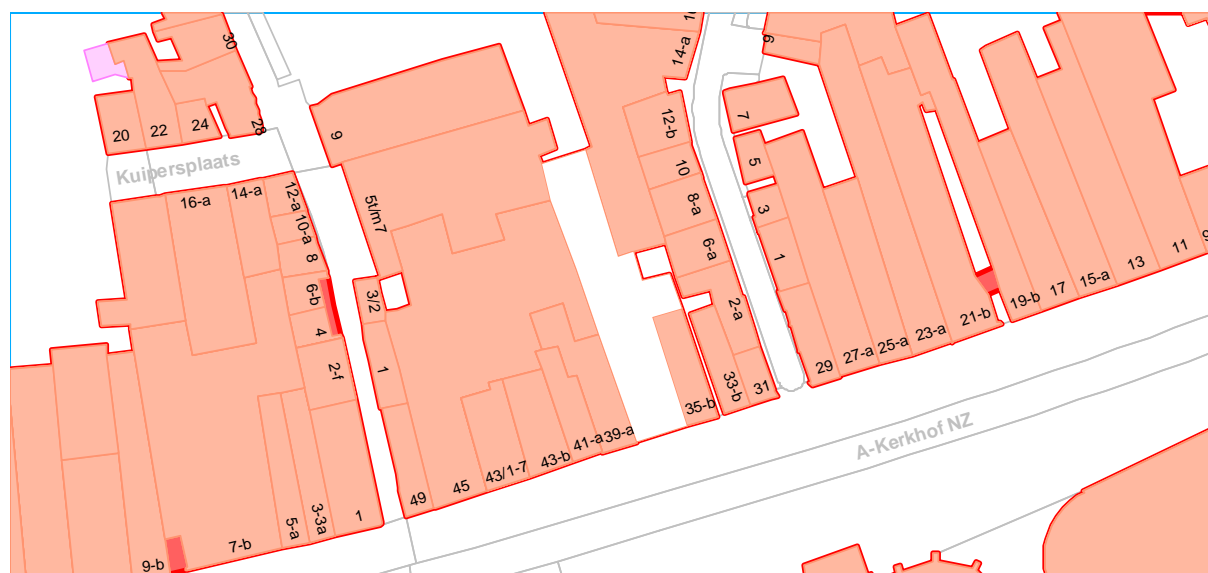 30
20
22
24
28
9
Kuipersplaats
16-a
14-a
12-a
10-a
8
6-b
4
2-f
5t/m7
3/2
1
1
3-3a
5-a
7-b
9-b
49
45
43/1-7
43-b
41-a
39-a
35-b
33-b
31
2-a
6-a
8-a
10
12-b
14-a
9
7
5
3
1
29
27-a
25-a
23-a
21-b
19-b
17
15-a
13
11
A-Kerkhof NZ